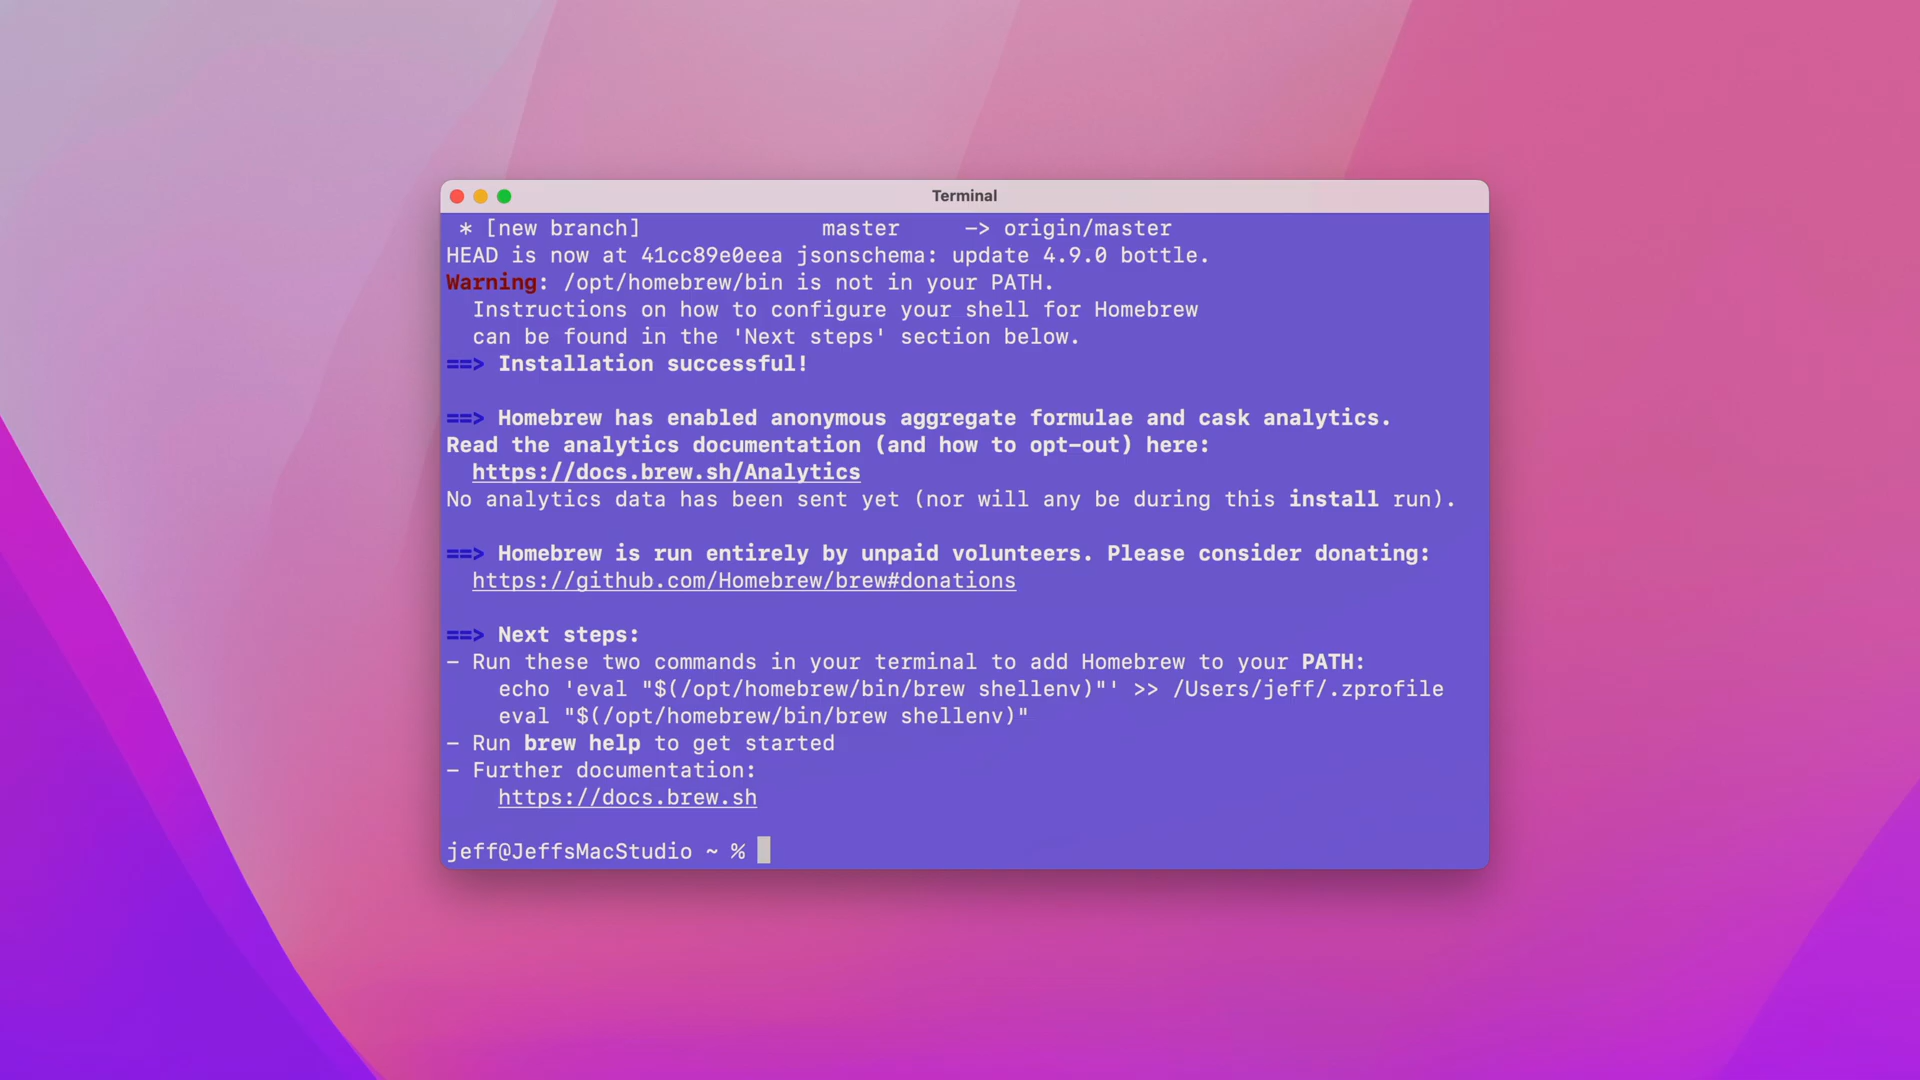 Terminal
* [new branch] master -> origin/master
HEAD is now at 41cc89e0eea jsonschema: update 4.9.0 bottle.
Warning: /opt/homebrew/bin is not in your PATH.
Instructions on how to configure your shell for Homebrew
can be found in the 'Next steps' section below.
==> Installation successful!
==> Homebrew has enabled anonymous aggregate formulae and cask analytics.
Read the analytics documentation (and how to opt-out) here:
https://docs.brew.sh/Analytics
No analytics data has been sent yet (nor will any be during this install run).
==> Homebrew is run entirely by unpaid volunteers. Please consider donating:
https://github.com/Homebrew/brew#donations
==> Next steps:
- Run these two commands in your terminal to add Homebrew to your PATH:
echo 'eval "$(/opt/homebrew/bin/brew shellenv)"' >> /Users/jeff/.zprofile
eval "$(/opt/homebrew/bin/brew shellenv)"
- Run brew help to get started
- Further documentation:
https://docs.brew.sh
jeff@JeffsMacStudio ~ %